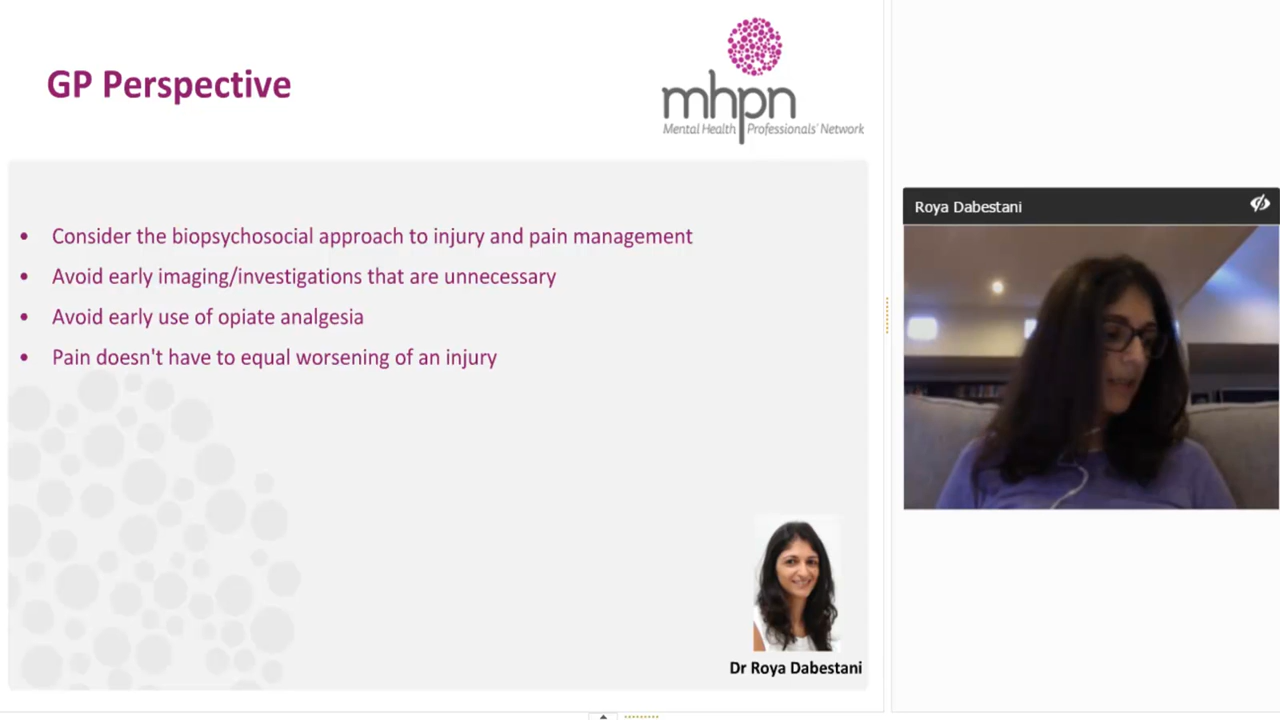 GP Perspective
mhpn
Mental Health Professionals' Network
• Consider the biopsychosocial approach to injury and pain management
• Avoid early imaging/investigations that are unnecessary
• Avoid early use of opiate analgesia
• Pain doesn't have to equal worsening of an injury
Dr Roya Dabestani
Roya Dabestani